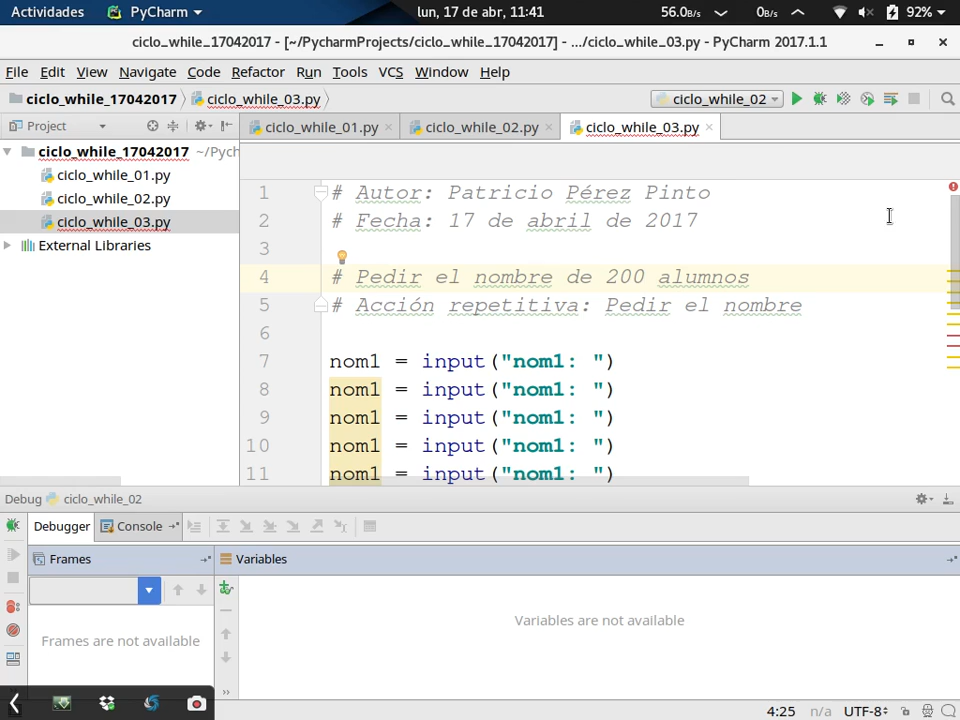 Actividades PyCharm lun, 17 de abr, 11:41 56.0B/s 0B/s 92%
ciclo_while_17042017 - [~/PycharmProjects/ciclo_while_17042017] - .../ciclo_while_03.py - PyCharm 2017.1.1
File Edit View Navigate Code Refactor Run Tools VCS Window Help
ciclo_while_17042017 ciclo_while_03.py ciclo_while_02
Project ciclo_while_01.py ciclo_while_02.py ciclo_while_03.py
ciclo_while_17042017 ~/Pych
ciclo_while_01.py
ciclo_while_02.py
ciclo_while_03.py
External Libraries
1 # Autor: Patricio Pérez Pinto
2 # Fecha: 17 de abril de 2017
3
4 # Pedir el nombre de 200 alumnos
5 # Acción repetitiva: Pedir el nombre
6
7 nom1 = input("nom1: ")
8 nom1 = input("nom1: ")
9 nom1 = input("nom1: ")
10 nom1 = input("nom1: ")
11 nom1 = input("nom1: ")
Debug ciclo_while_02
Debugger Console
Frames Variables
Frames are not available
Variables are not available
4:25 n/a UTF-8